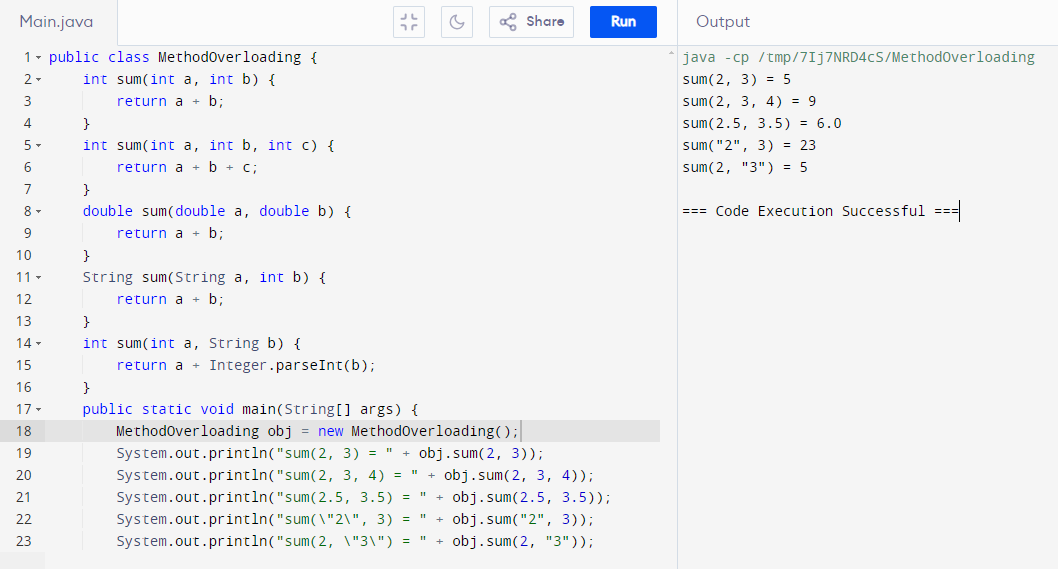 Main.java
Share
Run
Output
1 public class MethodOverloading {
2     int sum(int a, int b) {
3         return a + b;
4     }
5     int sum(int a, int b, int c) {
6         return a + b + c;
7     }
8     double sum(double a, double b) {
9         return a + b;
10     }
11     String sum(String a, int b) {
12         return a + b;
13     }
14     int sum(int a, String b) {
15         return a + Integer.parseInt(b);
16     }
17     public static void main(String[] args) {
18         MethodOverloading obj = new MethodOverloading();
19         System.out.println("sum(2, 3) = " + obj.sum(2, 3));
20         System.out.println("sum(2, 3, 4) = " + obj.sum(2, 3, 4));
21         System.out.println("sum(2.5, 3.5) = " + obj.sum(2.5, 3.5));
22         System.out.println("sum(\"2\", 3) = " + obj.sum("2", 3));
23         System.out.println("sum(2, \"3\") = " + obj.sum(2, "3"));
java -cp /tmp/7Ij7NRD4cS/MethodOverloading
sum(2, 3) = 5
sum(2, 3, 4) = 9
sum(2.5, 3.5) = 6.0
sum("2", 3) = 23
sum(2, "3") = 5
=== Code Execution Successful ===